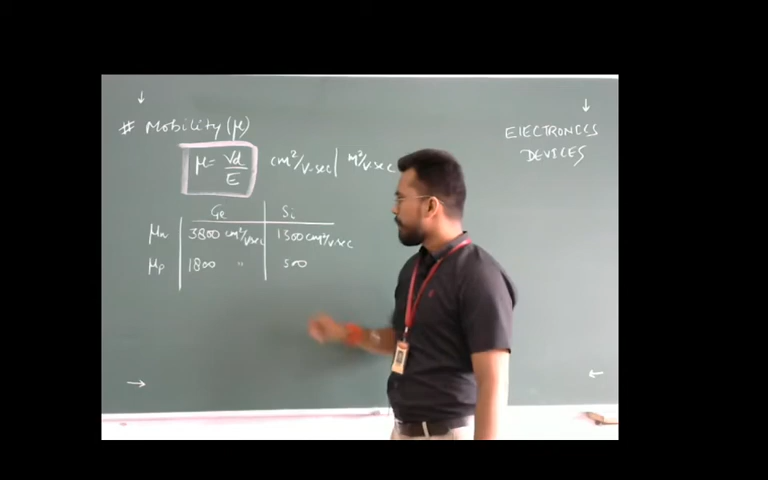 # Mobility (μ)
μ = Vd/E cm²/v-sec | m²/v-sec
ELECTRONICS
DEVICES
Ge Si
μn 3800 cm²/v-sec 1300 cm²/v-sec
μp 1800 " 500